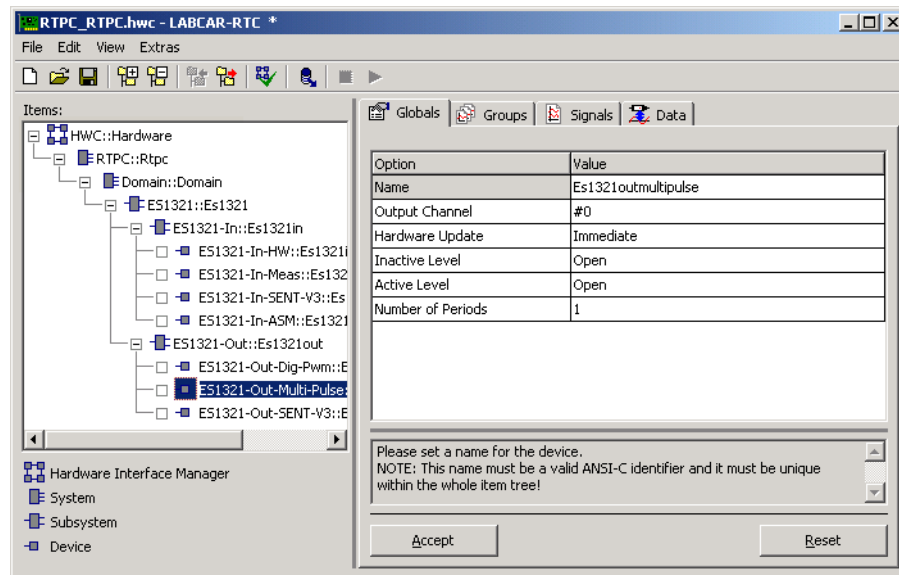 RTPC_RTPC.hwc - LABCAR-RTC *
File Edit View Extras
Items:
HWC::Hardware
RTPC::Rtpc
Domain::Domain
ES1321::Es1321
ES1321-In::Es1321in
ES1321-In-HW::Es1321i
ES1321-In-Meas::Es132
ES1321-In-SENT-V3::Es
ES1321-In-ASM::Es1321
ES1321-Out::Es1321out
ES1321-Out-Dig-Pwm::E
ES1321-Out-Multi-Pulse:
ES1321-Out-SENT-V3::E
Hardware Interface Manager
System
Subsystem
Device
Globals Groups Signals Data
Option Value
Name Es1321outmultipulse
Output Channel #0
Hardware Update Immediate
Inactive Level Open
Active Level Open
Number of Periods 1
Please set a name for the device.
NOTE: This name must be a valid ANSI-C identifier and it must be unique
within the whole item tree!
Accept Reset